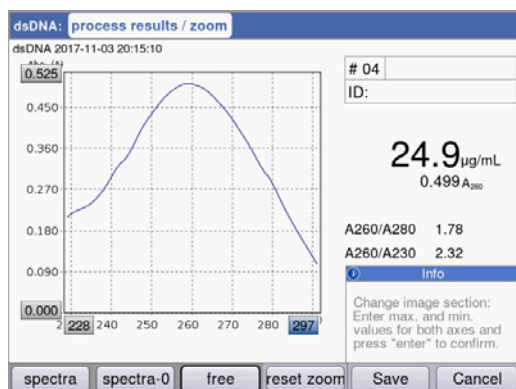 dsDNA: process results / zoom
dsDNA 2017-11-03 20:15:10
0.525
0.450
0.360
0.270
0.180
0.090
0.000
228 240 250 260 270 280 297
# 04
ID:
24.9 µg/mL
0.499 A260
A260/A280 1.78
A260/A230 2.32
Info
Change image section:
Enter max. and min.
values for both axes and
press "enter" to confirm.
spectra spectra-0 free reset zoom Save Cancel